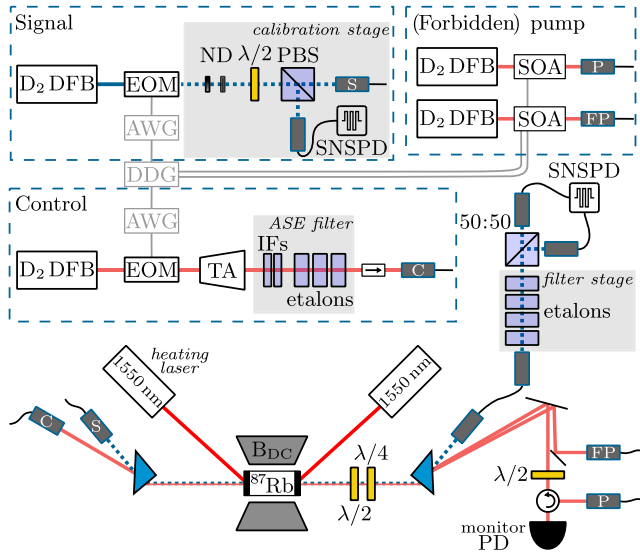 Signal
calibration stage
ND λ/2 PBS
D₂ DFB
EOM
S
AWG
SNSPD
(Forbidden) pump
D₂ DFB
SOA
P
D₂ DFB
SOA
FP
DDG
Control
AWG
ASE filter
IFs
D₂ DFB
EOM
TA
C
etalons
SNSPD
50:50
filter stage
etalons
1550 nm
heating
laser
1550 nm
C
S
B_DC
⁸⁷Rb
λ/4
λ/2
FP
λ/2
P
monitor
PD